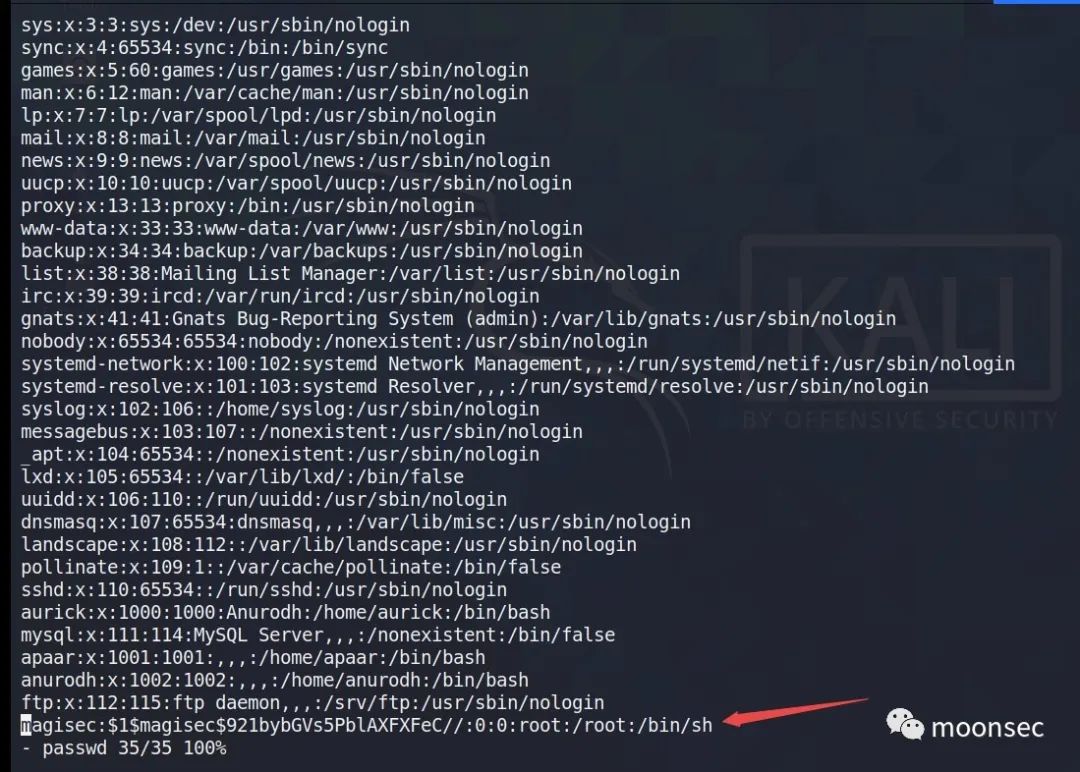 sys:x:3:3:sys:/dev:/usr/sbin/nologin
sync:x:4:65534:sync:/bin:/bin/sync
games:x:5:60:games:/usr/games:/usr/sbin/nologin
man:x:6:12:man:/var/cache/man:/usr/sbin/nologin
lp:x:7:7:lp:/var/spool/lpd:/usr/sbin/nologin
mail:x:8:8:mail:/var/mail:/usr/sbin/nologin
news:x:9:9:news:/var/spool/news:/usr/sbin/nologin
uucp:x:10:10:uucp:/var/spool/uucp:/usr/sbin/nologin
proxy:x:13:13:proxy:/bin:/usr/sbin/nologin
www-data:x:33:33:www-data:/var/www:/usr/sbin/nologin
backup:x:34:34:backup:/var/backups:/usr/sbin/nologin
list:x:38:38:Mailing List Manager:/var/list:/usr/sbin/nologin
irc:x:39:39:ircd:/var/run/ircd:/usr/sbin/nologin
gnats:x:41:41:Gnats Bug-Reporting System (admin):/var/lib/gnats:/usr/sbin/nologin
nobody:x:65534:65534:nobody:/nonexistent:/usr/sbin/nologin
systemd-network:x:100:102:systemd Network Management,,,:/run/systemd/netif:/usr/sbin/nologin
systemd-resolve:x:101:103:systemd Resolver,,,:/run/systemd/resolve:/usr/sbin/nologin
syslog:x:102:106::/home/syslog:/usr/sbin/nologin
messagebus:x:103:107::/nonexistent:/usr/sbin/nologin
_apt:x:104:65534::/nonexistent:/usr/sbin/nologin
lxd:x:105:65534::/var/lib/lxd/:/bin/false
uuidd:x:106:110::/run/uuidd:/usr/sbin/nologin
dnsmasq:x:107:65534:dnsmasq,,,:/var/lib/misc:/usr/sbin/nologin
landscape:x:108:112::/var/lib/landscape:/usr/sbin/nologin
pollinate:x:109:1::/var/cache/pollinate:/bin/false
sshd:x:110:65534::/run/sshd:/usr/sbin/nologin
aurick:x:1000:1000:Anurodh:/home/aurick:/bin/bash
mysql:x:111:114:MySQL Server,,,:/nonexistent:/bin/false
apaar:x:1001:1001:,,,:/home/apaar:/bin/bash
anurodh:x:1002:1002:,,,:/home/anurodh:/bin/bash
ftp:x:112:115:ftp daemon,,,:/srv/ftp:/usr/sbin/nologin
magisec:$1$magisec$921bybGVs5PblAXFXFeC//:0:0:root:/root:/bin/sh
- passwd 35/35 100%
KALI
BY OFFENSIVE SECURITY
moonsec